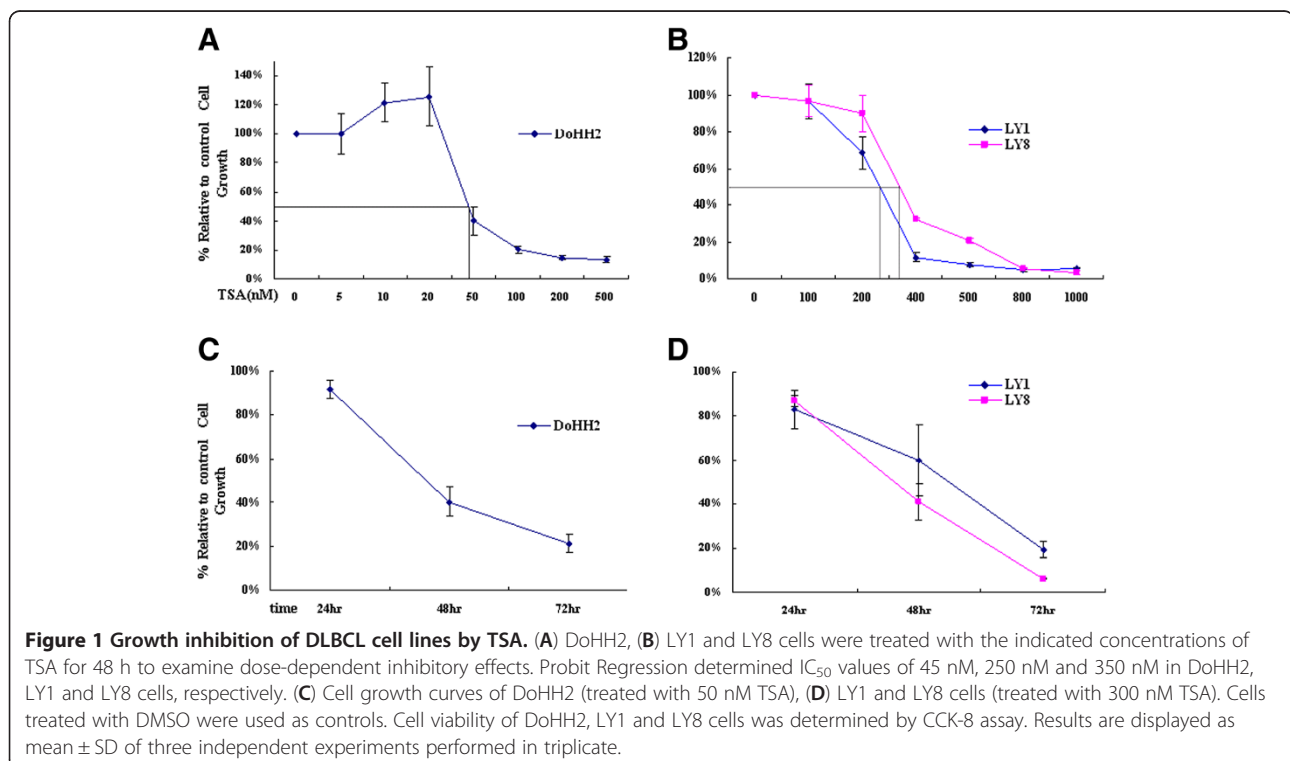 A
% Relative to control Cell
Growth
140%
120%
100%
80%
60%
40%
20%
0%
DoHH2
TSA(nM) 0 5 10 20 50 100 200 500
B
120%
100%
80%
60%
40%
20%
0%
LY1
LY8
0 100 200 400 500 800 1000
C
% Relative to control Cell
Growth
100%
80%
60%
40%
20%
0%
DoHH2
time 24hr 48hr 72hr
D
100%
80%
60%
40%
20%
0%
LY1
LY8
24hr 48hr 72hr
Figure 1 Growth inhibition of DLBCL cell lines by TSA. (A) DoHH2, (B) LY1 and LY8 cells were treated with the indicated concentrations of
TSA for 48 h to examine dose-dependent inhibitory effects. Probit Regression determined IC50 values of 45 nM, 250 nM and 350 nM in DoHH2,
LY1 and LY8 cells, respectively. (C) Cell growth curves of DoHH2 (treated with 50 nM TSA), (D) LY1 and LY8 cells (treated with 300 nM TSA). Cells
treated with DMSO were used as controls. Cell viability of DoHH2, LY1 and LY8 cells was determined by CCK-8 assay. Results are displayed as
mean ± SD of three independent experiments performed in triplicate.